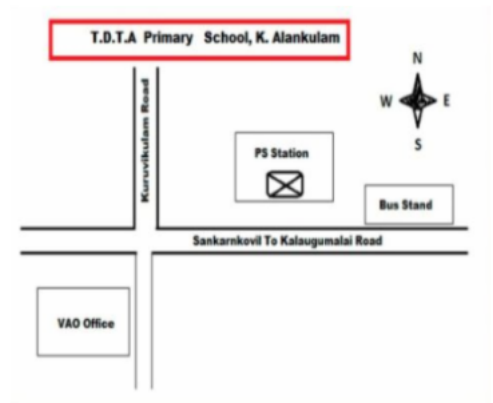 T.D.T.A Primary School, K. Alankulam
N
W E
S
Kuruvikulam Road
PS Station
Bus Stand
Sankarnkovil To Kalaugumalai Road
VAO Office